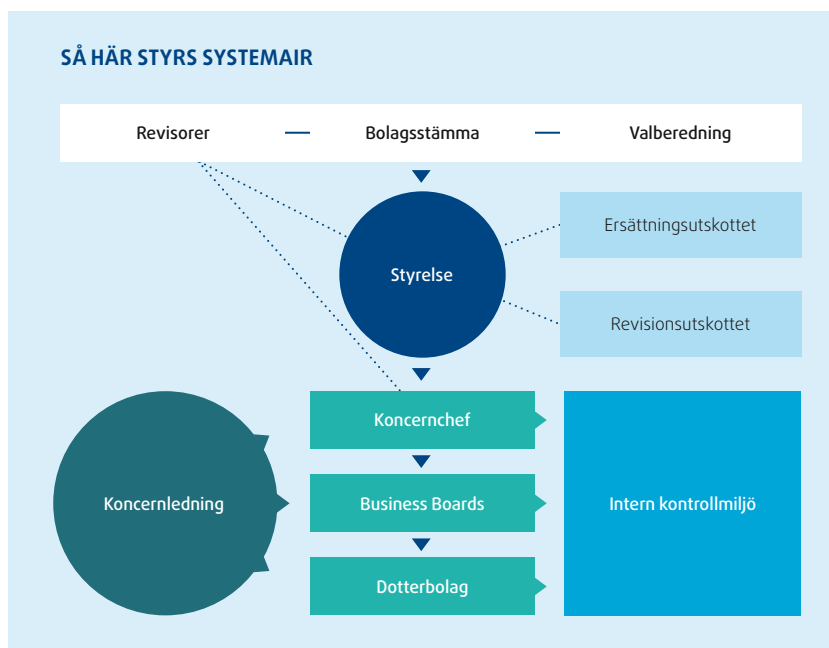 SÅ HÄR STYRS SYSTEMAIR
Revisorer
Bolagsstämma
Valberedning
Styrelse
Ersättningsutskottet
Revisionsutskottet
Koncernledning
Koncernchef
Business Boards
Dotterbolag
Intern kontrollmiljö